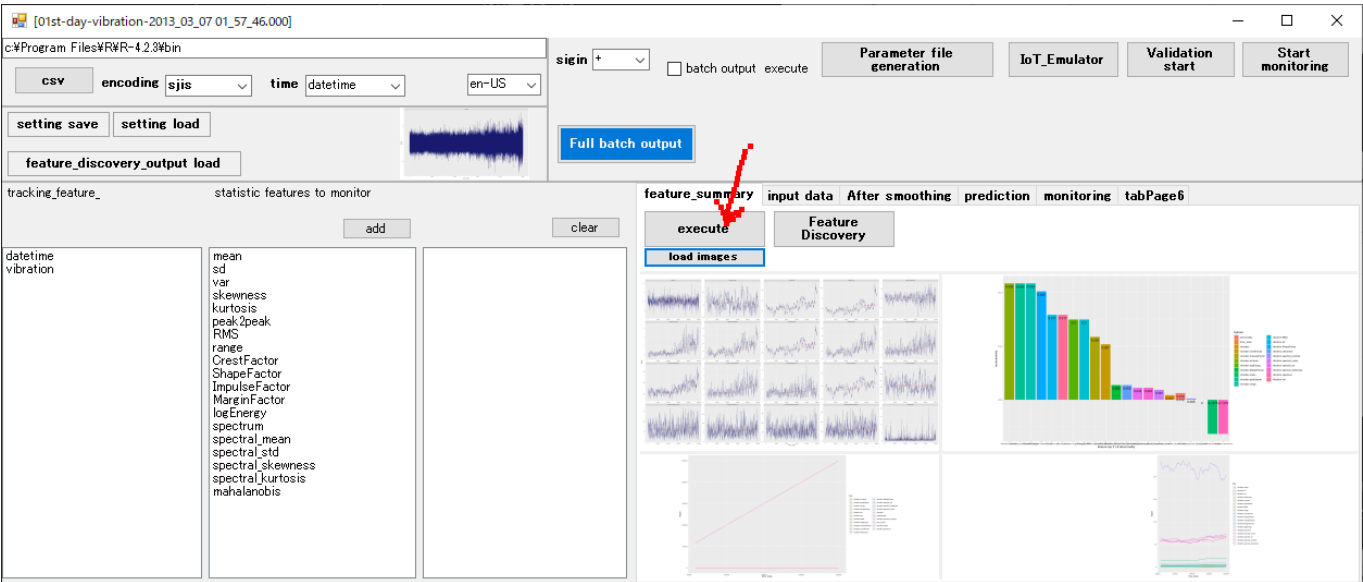 [01st-day-vibration-2013_03_07 01_57_46.000]
c:¥Program Files¥R¥R-4.2.3¥bin
csv
encoding
sjis
time
datetime
en-US
sigin
+
batch output execute
Parameter file
generation
IoT_Emulator
Validation
start
Start
monitoring
setting save
setting load
feature_discovery_output load
Full batch output
tracking_feature_
statistic features to monitor
add
clear
feature_summary
input data
After smoothing
prediction
monitoring
tabPage6
execute
Feature
Discovery
load images
datetime
vibration
mean
sd
var
skewness
kurtosis
peak2peak
RMS
range
CrestFactor
ShapeFactor
ImpulseFactor
MarginFactor
logEnergy
spectrum
spectral_mean
spectral_std
spectral_skewness
spectral_kurtosis
mahalanobis